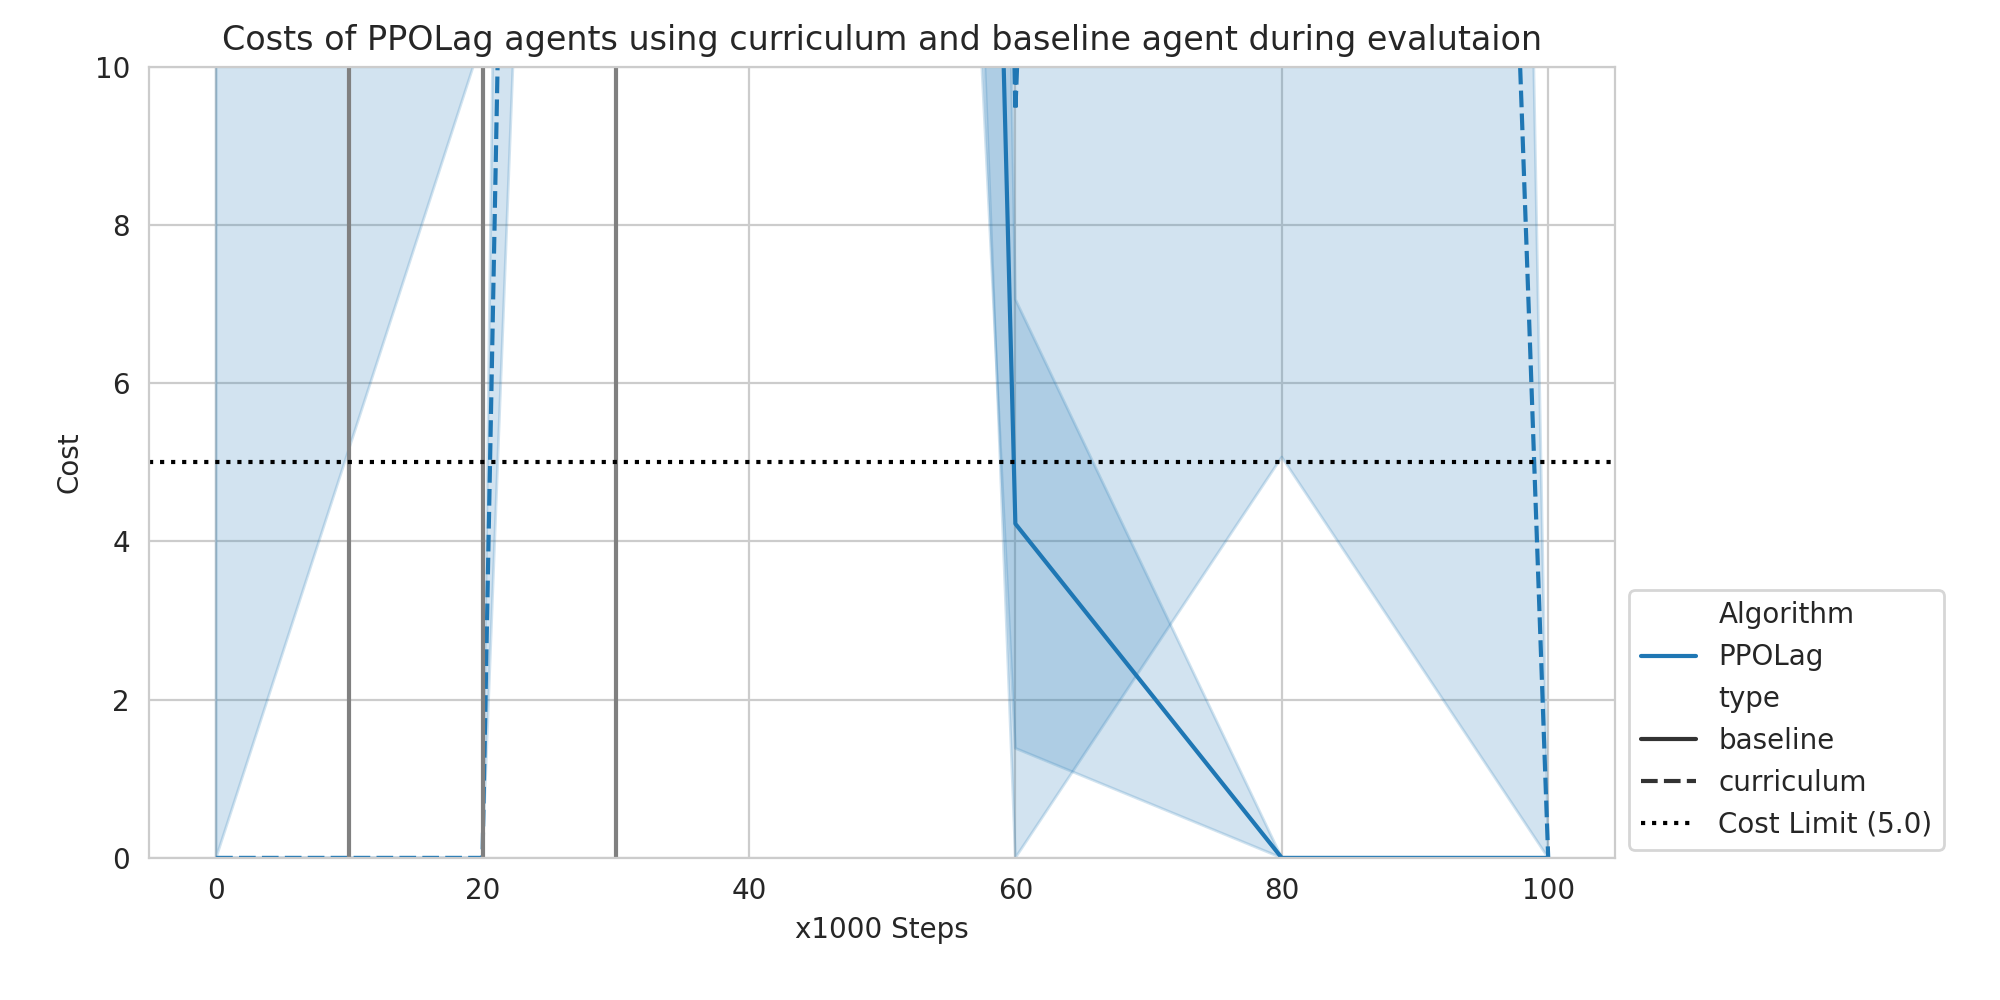 Costs of PPOLag agents using curriculum and baseline agent during evalutaion
10
8
6
4
2
0
Cost
0 20 40 60 80 100
x1000 Steps
Algorithm
PPOLag
type
baseline
curriculum
Cost Limit (5.0)